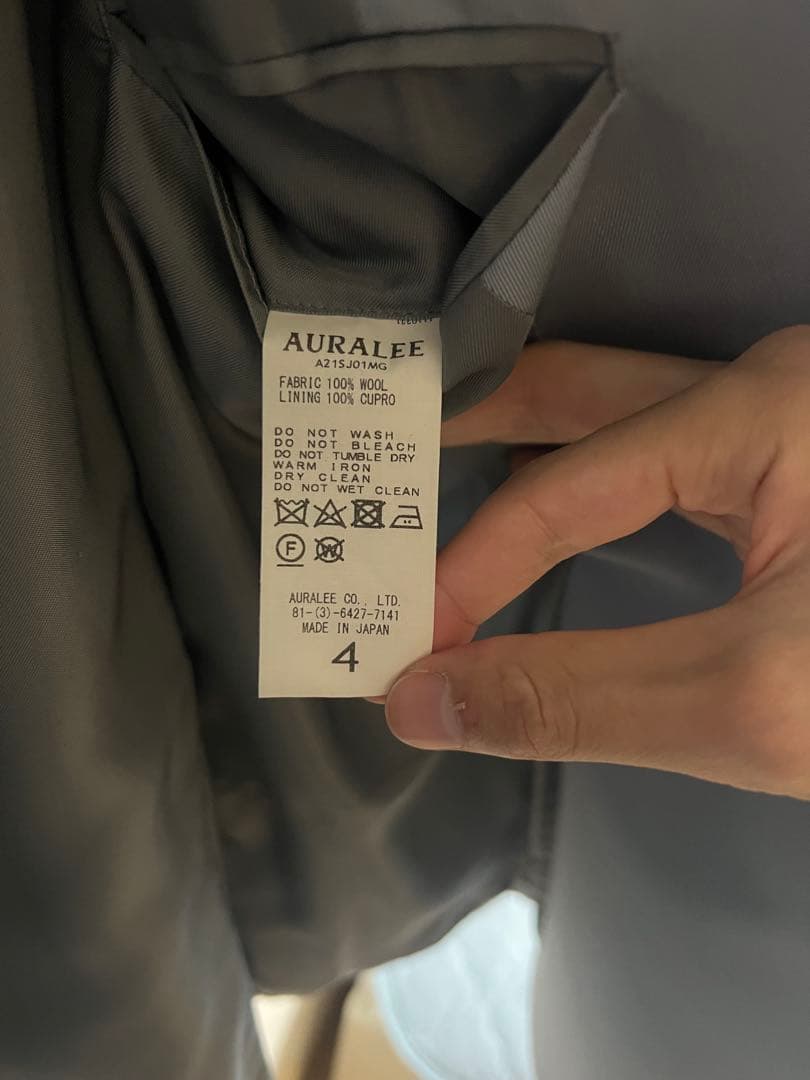 AURALEE
A21SJ01MG
FABRIC 100% WOOL
LINING 100% CUPRO
DO NOT WASH
DO NOT BLEACH
DO NOT TUMBLE DRY
WARM IRON
DRY CLEAN
DO NOT WET CLEAN
F W
AURALEE CO., LTD.
81-(3)-6427-7141
MADE IN JAPAN
4